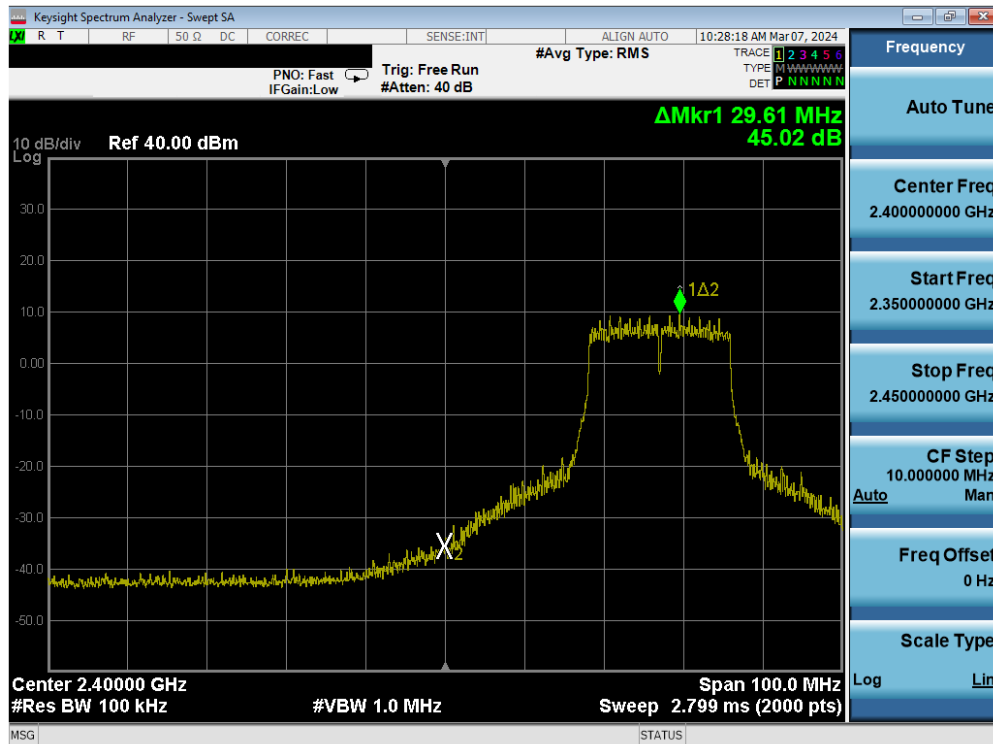 Keysight Spectrum Analyzer - Swept SA
LXI R T RF 50 Ω DC CORREC SENSE:INT ALIGN AUTO 10:28:18 AM Mar 07, 2024
#Avg Type: RMS
TRACE 1 2 3 4 5 6
TYPE M W W W W W
DET P N N N N N
PNO: Fast Trig: Free Run
IFGain:Low #Atten: 40 dB
ΔMkr1 29.61 MHz
45.02 dB
10 dB/div Ref 40.00 dBm
Log
30.0
20.0
10.0
0.00
-10.0
-20.0
-30.0
-40.0
-50.0
1Δ2
2
Center 2.40000 GHz Span 100.0 MHz
#Res BW 100 kHz #VBW 1.0 MHz Sweep 2.799 ms (2000 pts)
MSG STATUS
Frequency
Auto Tune
Center Freq
2.400000000 GHz
Start Freq
2.350000000 GHz
Stop Freq
2.450000000 GHz
CF Step
10.000000 MHz
Auto Man
Freq Offset
0 Hz
Scale Type
Log Lin